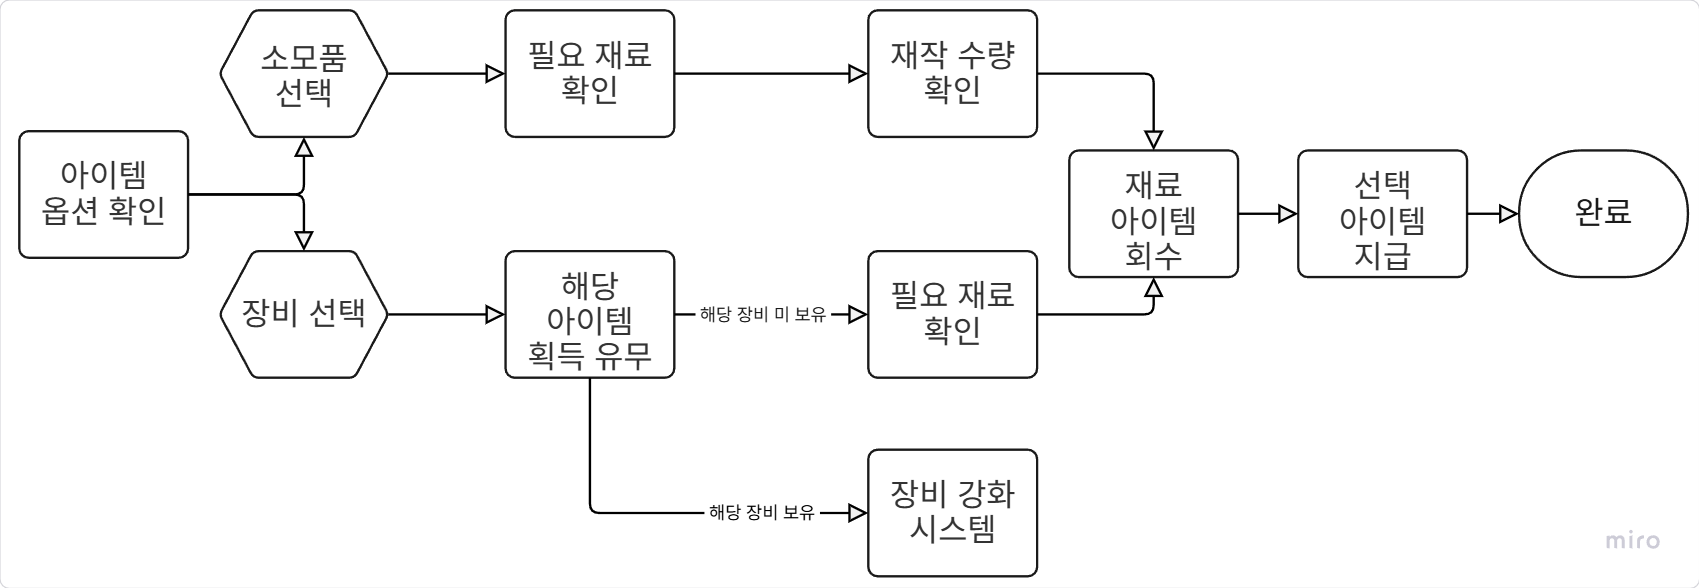 소모품
선택
필요 재료
확인
재작 수량
확인
아이템
옵션 확인
재료
아이템
회수
선택
아이템
지급
완료
장비 선택
해당
아이템
획득 유무
해당 장비 미 보유
필요 재료
확인
해당 장비 보유
장비 강화
시스템
miro